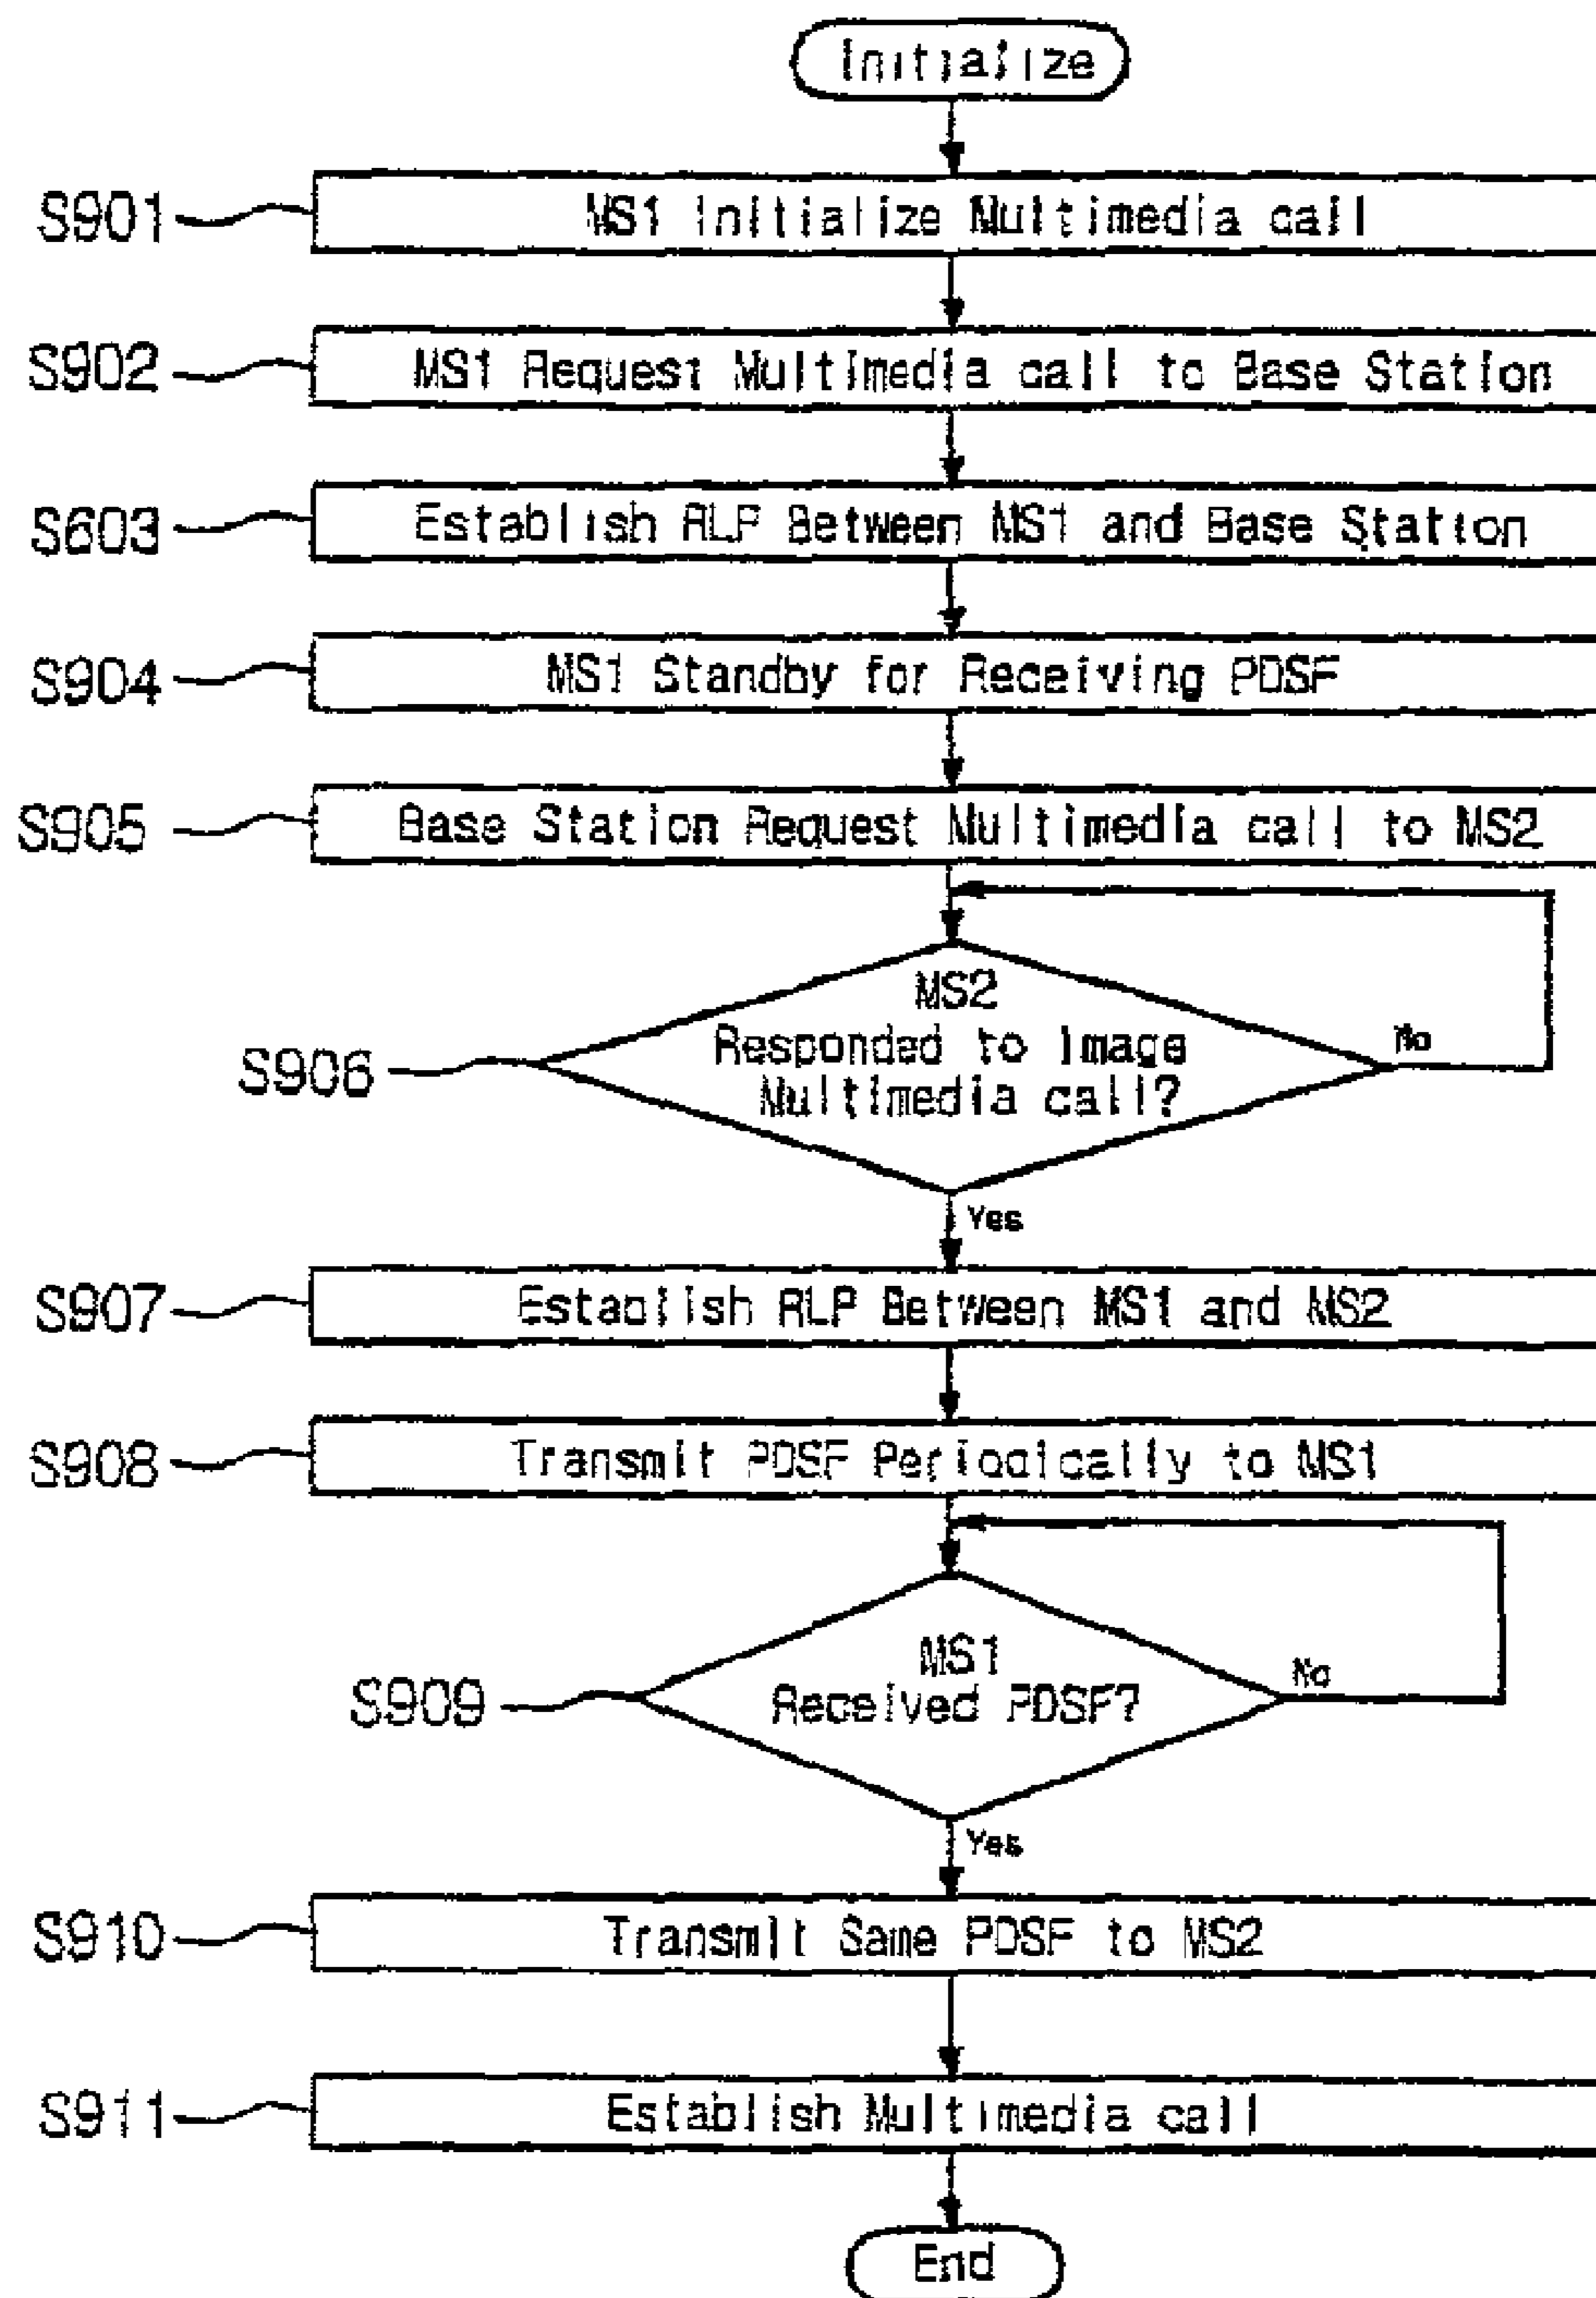 Initialize
S901 MS1 Initialize Multimedia call
S902 MS1 Request Multimedia call to Base Station
S603 Establish RLP Between MS1 and Base Station
S904 MS1 Standby for Receiving PDSF
S905 Base Station Request Multimedia call to MS2
MS2
Responded to Image
Multimedia call?
S906
No
Yes
S907 Establish RLP Between MS1 and MS2
S908 Transmit PDSF Periodically to MS1
MS1
Received PDSF?
S909
No
Yes
S910 Transmit Same PDSF to MS2
S911 Establish Multimedia call
End